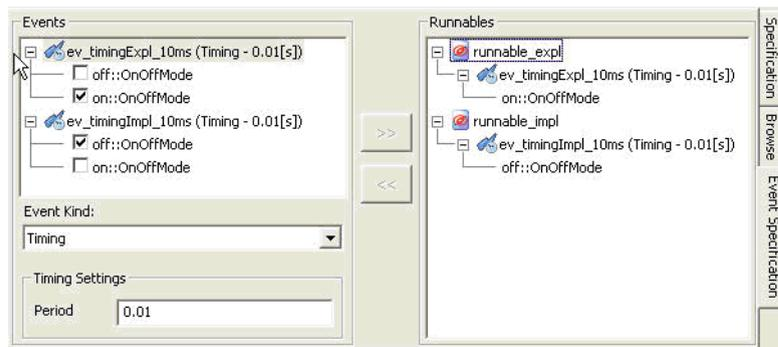 Events
ev_timingExpl_10ms (Timing - 0.01[s])
off::OnOffMode
on::OnOffMode
ev_timingImpl_10ms (Timing - 0.01[s])
off::OnOffMode
on::OnOffMode
Event Kind:
Timing
Timing Settings
Period 0.01
>>
<<
Runnables
runnable_expl
ev_timingExpl_10ms (Timing - 0.01[s])
on::OnOffMode
runnable_impl
ev_timingImpl_10ms (Timing - 0.01[s])
off::OnOffMode
Specification
Browse
Event Specification